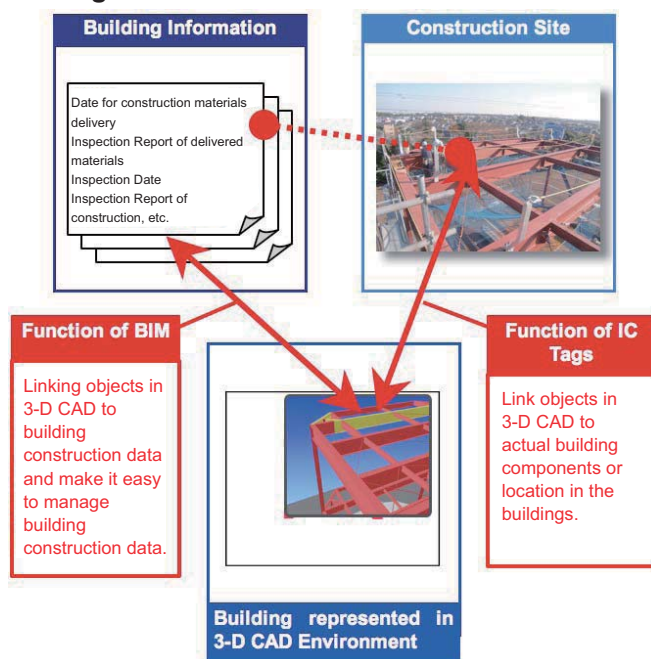 Building Information
Construction Site
Date for construction materials
delivery
Inspection Report of delivered
materials
Inspection Date
Inspection Report of
construction, etc.
Function of BIM
Linking objects in
3-D CAD to
building
construction data
and make it easy
to manage
building
construction data.
Function of IC
Tags
Link objects in
3-D CAD to
actual building
components or
location in the
buildings.
Building represented in
3-D CAD Environment